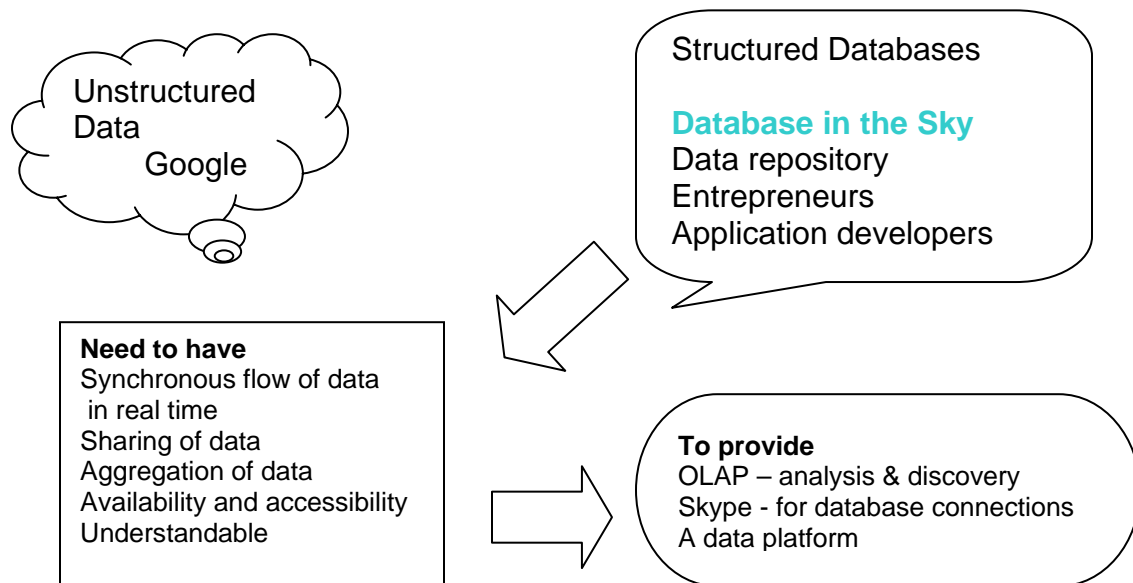 Unstructured
Data
Google
Structured Databases
Database in the Sky
Data repository
Entrepreneurs
Application developers
Need to have
Synchronous flow of data
in real time
Sharing of data
Aggregation of data
Availability and accessibility
Understandable
To provide
OLAP – analysis & discovery
Skype - for database connections
A data platform